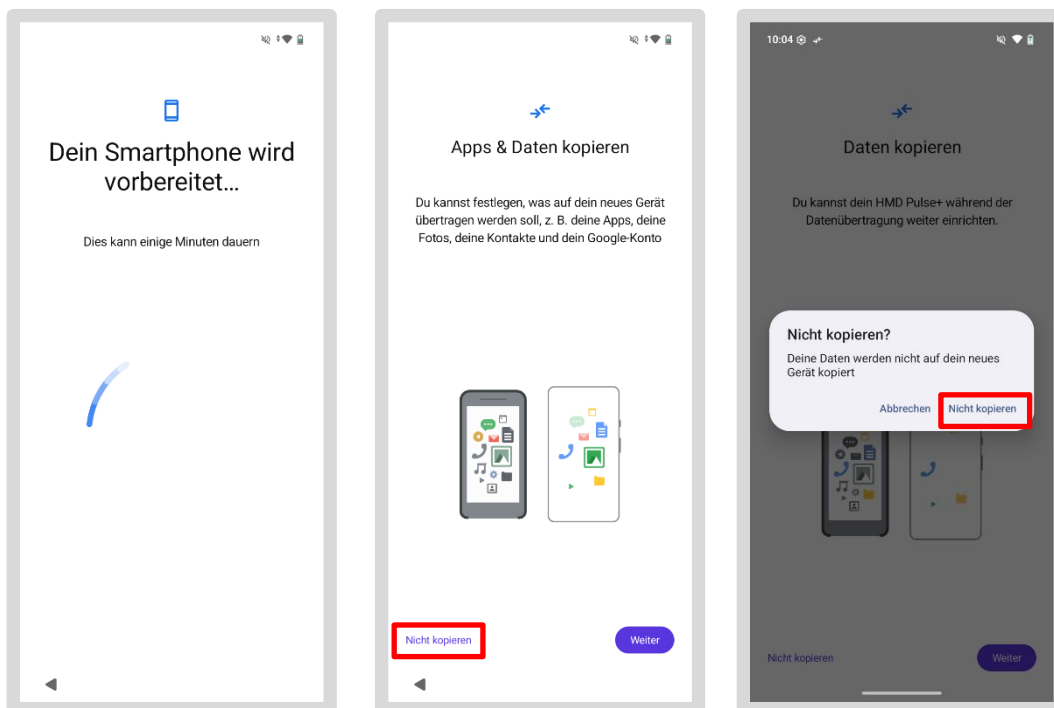 Dein Smartphone wird
vorbereitet…
Dies kann einige Minuten dauern
Apps & Daten kopieren
Du kannst festlegen, was auf dein neues Gerät
übertragen werden soll, z. B. deine Apps, deine
Fotos, deine Kontakte und dein Google-Konto
Nicht kopieren
Weiter
10:04
Daten kopieren
Du kannst dein HMD Pulse+ während der
Datenübertragung weiter einrichten.
Nicht kopieren?
Deine Daten werden nicht auf dein neues
Gerät kopiert
Abbrechen Nicht kopieren
Nicht kopieren
Weiter